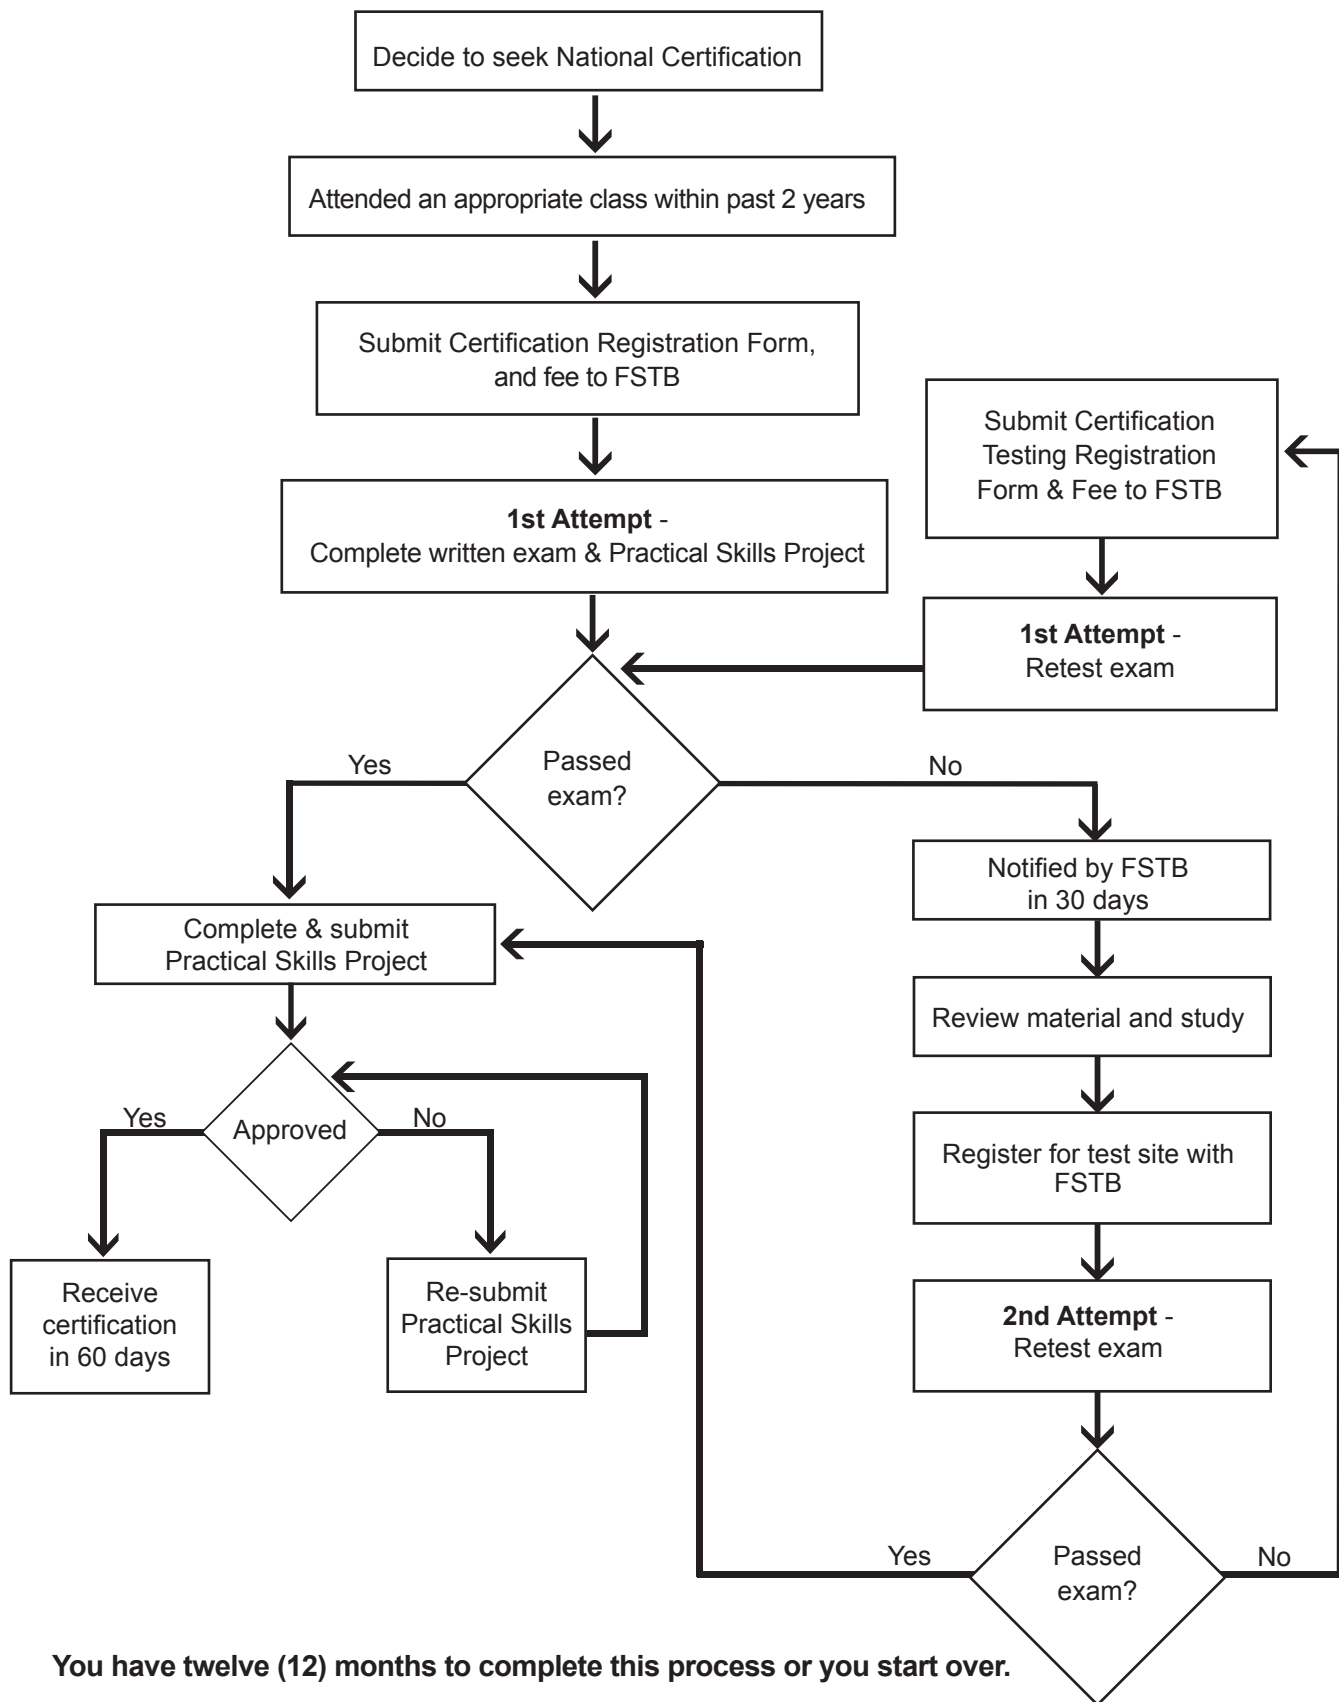 Decide to seek National Certification
Attended an appropriate class within past 2 years
Submit Certification Registration Form,
and fee to FSTB
Submit Certification
Testing Registration
Form & Fee to FSTB
1st Attempt -
Complete written exam & Practical Skills Project
1st Attempt -
Retest exam
Passed
exam?
Yes
No
Notified by FSTB
in 30 days
Complete & submit
Practical Skills Project
Review material and study
Approved
Yes
No
Register for test site with
FSTB
Receive
certification
in 60 days
Re-submit
Practical Skills
Project
2nd Attempt -
Retest exam
Passed
exam?
Yes
No
You have twelve (12) months to complete this process or you start over.